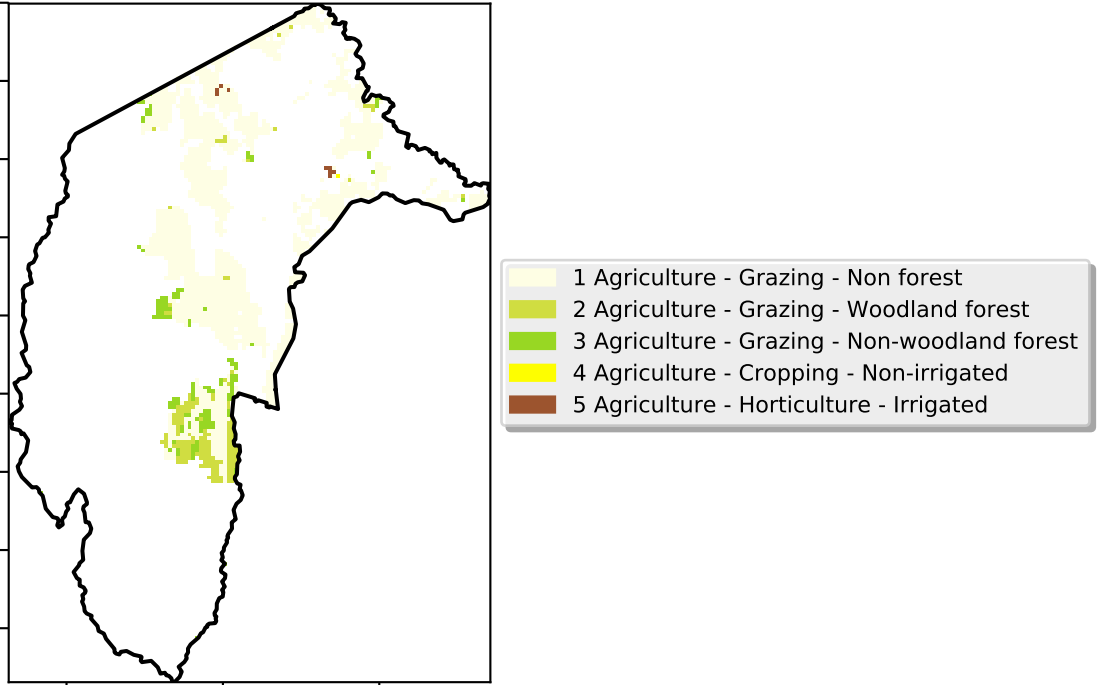 1 Agriculture - Grazing - Non forest
2 Agriculture - Grazing - Woodland forest
3 Agriculture - Grazing - Non-woodland forest
4 Agriculture - Cropping - Non-irrigated
5 Agriculture - Horticulture - Irrigated